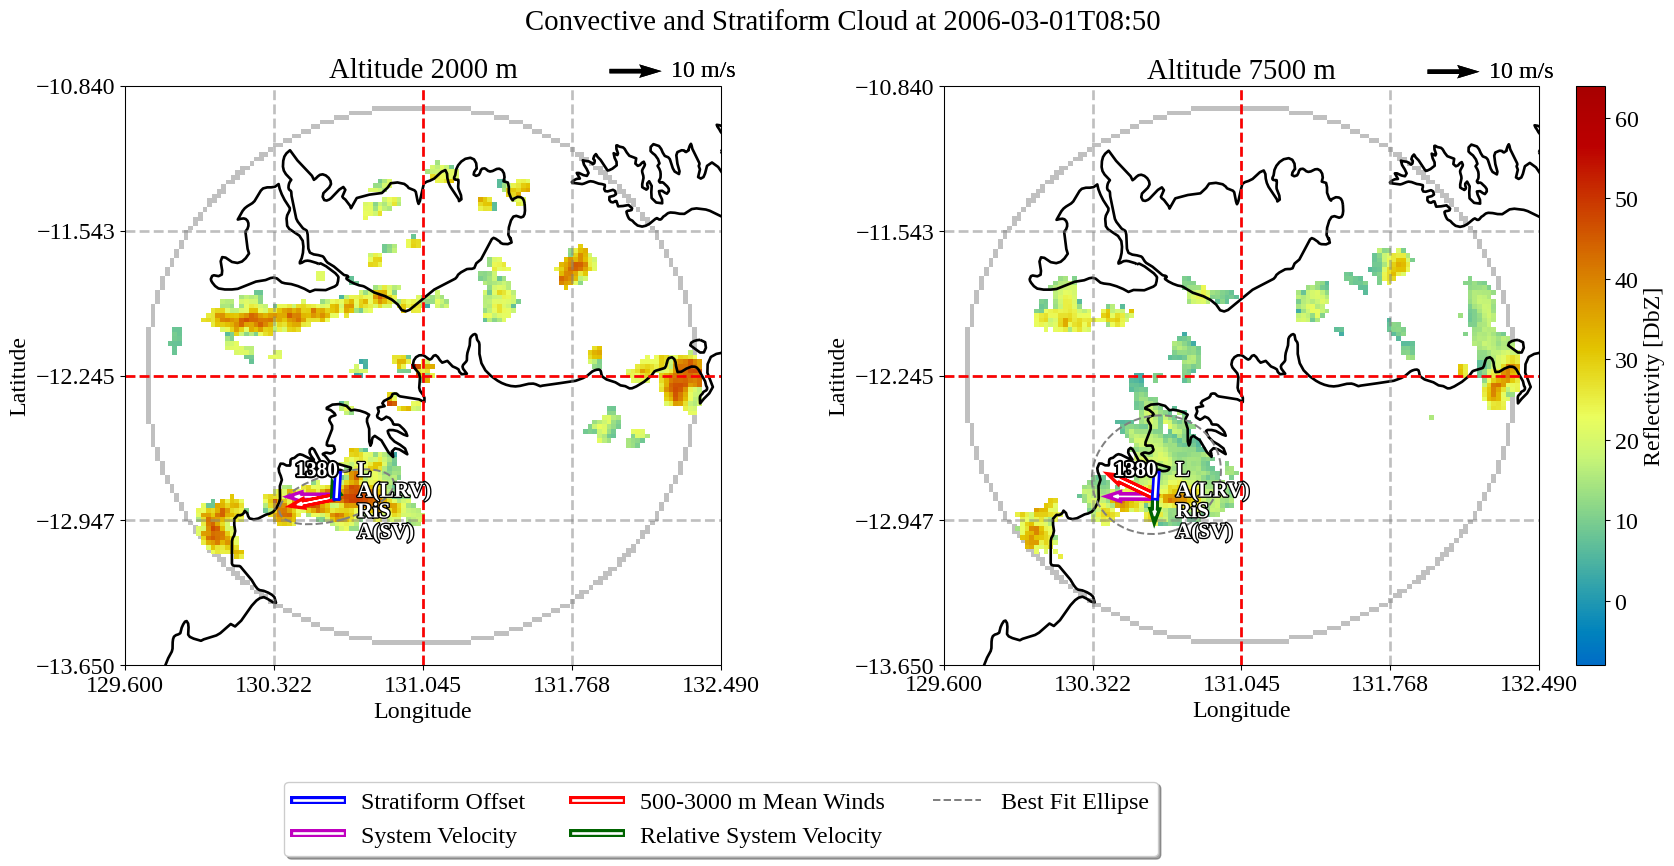 Convective and Stratiform Cloud at 2006-03-01T08:50
Altitude 2000 m
10 m/s
−10.840
−11.543
−12.245
−12.947
−13.650
Latitude
129.600
130.322
131.045
131.768
132.490
Longitude
1380
L
A(LRV)
RiS
A(SV)
Altitude 7500 m
10 m/s
−10.840
−11.543
−12.245
−12.947
−13.650
Latitude
129.600
130.322
131.045
131.768
132.490
Longitude
1380
L
A(LRV)
RiS
A(SV)
60
50
40
30
20
10
0
Reflectivity [DbZ]
Stratiform Offset
System Velocity
500-3000 m Mean Winds
Relative System Velocity
Best Fit Ellipse